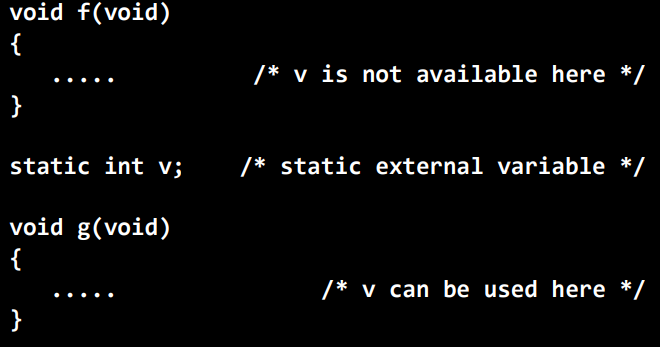 void f(void)
{
   .....          /* v is not available here */
}
static int v;    /* static external variable */
void g(void)
{
   .....               /* v can be used here */
}